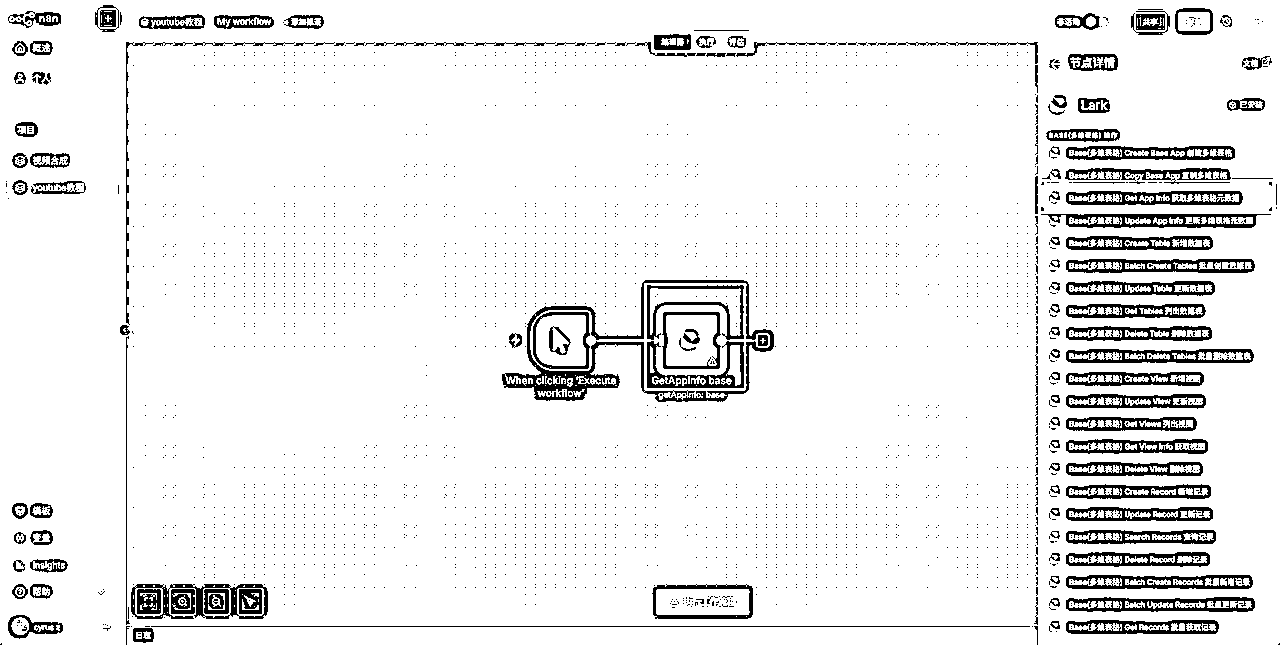 n8n
youtube教程
My workflow
添加标签
编辑器
执行
评估
共享
概述
个人
项目
视频合成
youtube教程
模板
变量
Insights
帮助
日志
When clicking 'Execute
workflow'
GetAppInfo base
getAppInfo: base
节点详情
文档
Lark
已安装
BASE(多维表格) 操作
Base(多维表格) Create Base App 创建多维表格
Base(多维表格) Copy Base App 复制多维表格
Base(多维表格) Get App Info 获取多维表格元数据
Base(多维表格) Update App Info 更新多维表格元数据
Base(多维表格) Create Table 新增数据表
Base(多维表格) Batch Create Tables 批量创建数据表
Base(多维表格) Update Table 更新数据表
Base(多维表格) Get Tables 列出数据表
Base(多维表格) Delete Table 删除数据表
Base(多维表格) Batch Delete Tables 批量删除数据表
Base(多维表格) Create View 新增视图
Base(多维表格) Update View 更新视图
Base(多维表格) Get Views 列出视图
Base(多维表格) Get View Info 获取视图
Base(多维表格) Delete View 删除视图
Base(多维表格) Create Record 新增记录
Base(多维表格) Update Record 更新记录
Base(多维表格) Search Records 查询记录
Base(多维表格) Delete Record 删除记录
Base(多维表格) Batch Create Records 批量新增记录
Base(多维表格) Batch Update Records 批量更新记录
Base(多维表格) Get Records 批量获取记录